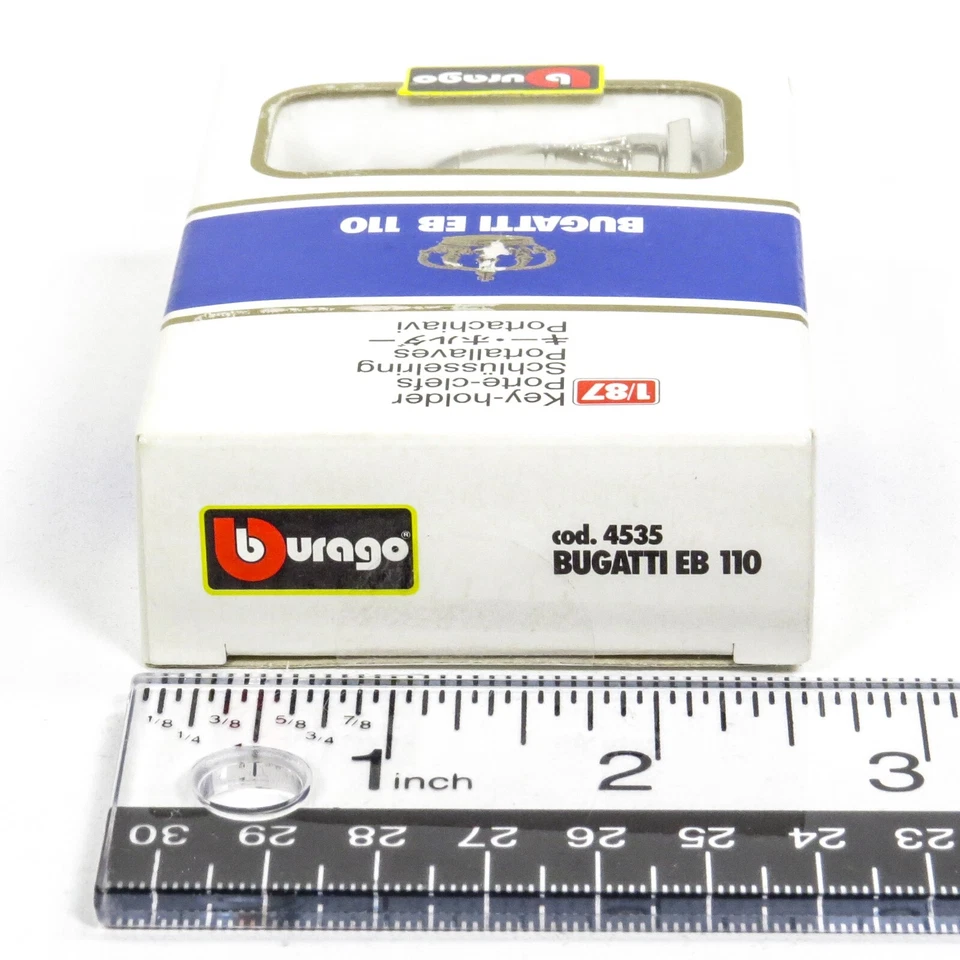 burago
BUGATTI EB 110
1/87
Key-holder
Porte-clefs
Schlüsselring
Portallaves
キー・ホルダー
Portachiavi
burago®
cod. 4535
BUGATTI EB 110
1/8 1/4 3/8 5/8 3/4 7/8
1 inch 2 3
30 29 28 27 26 25 24 23